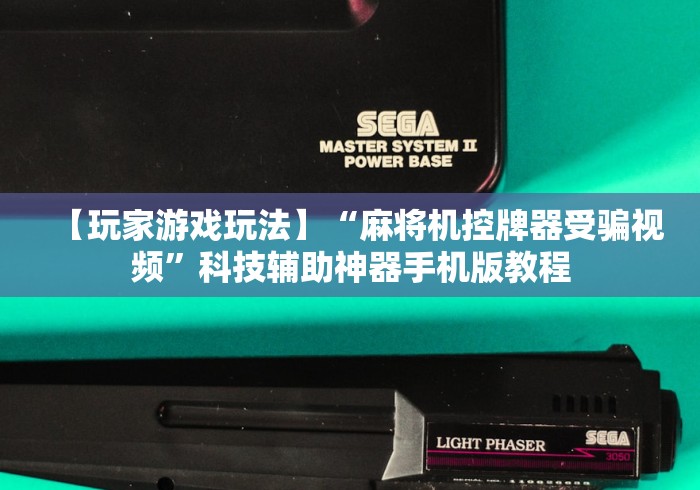 SEGA
MASTER SYSTEM II
POWER BASE
【玩家游戏玩法】“麻将机控牌器受骗视
频”科技辅助神器手机版教程
LIGHT PHASER
SEGA
3050